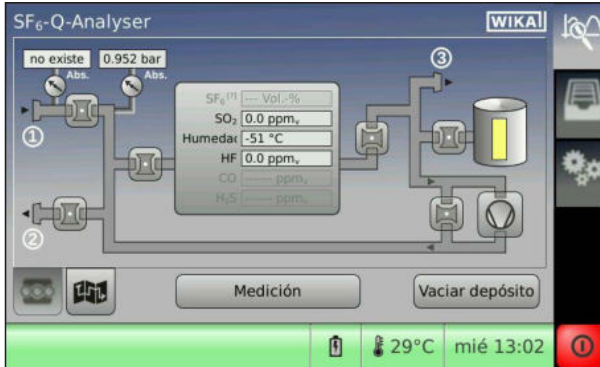 SF₆-Q-Analyser
WIKA
no existe
0.952 bar
Abs.
Abs.
③
SF₆ [?] --- Vol.-%
①
SO₂ 0.0 ppmᵥ
Humedac -51 °C
HF 0.0 ppmᵥ
CO ------ ppmᵥ
H₂S ------ ppmᵥ
②
Medición
Vaciar depósito
29°C
mié 13:02